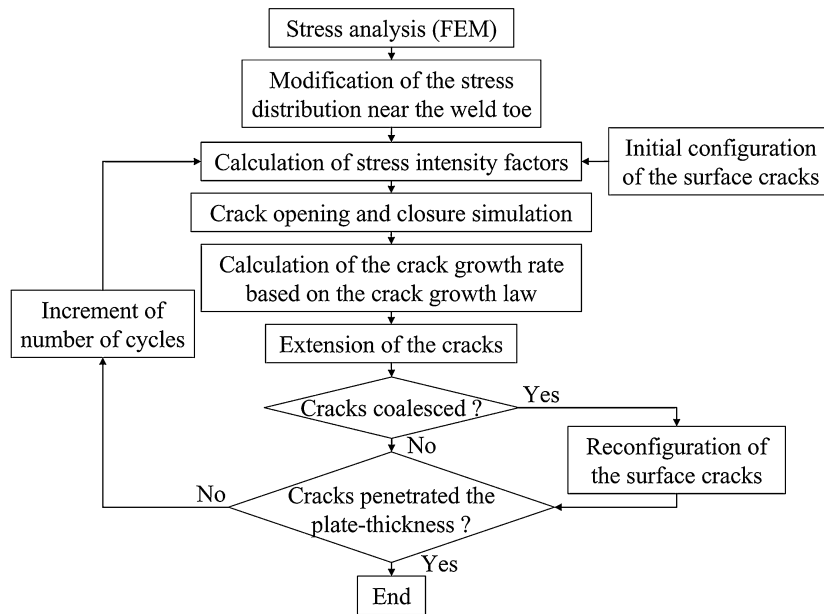 Stress analysis (FEM)
Modification of the stress
distribution near the weld toe
Calculation of stress intensity factors
Initial configuration
of the surface cracks
Crack opening and closure simulation
Calculation of the crack growth rate
based on the crack growth law
Increment of
number of cycles
Extension of the cracks
Cracks coalesced ?
Yes
No
Reconfiguration of
the surface cracks
Cracks penetrated the
plate-thickness ?
No
Yes
End